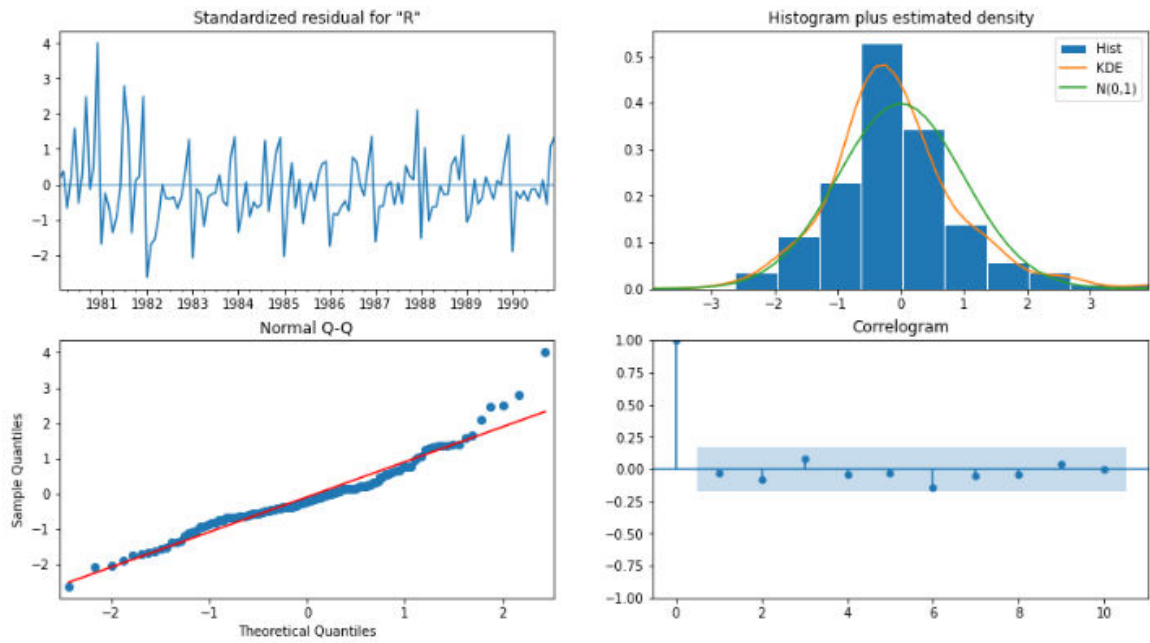 Standardized residual for "R"
4
3
2
1
0
−1
−2
1981 1982 1983 1984 1985 1986 1987 1988 1989 1990
Histogram plus estimated density
Hist
KDE
N(0,1)
0.5
0.4
0.3
0.2
0.1
0.0
−3 −2 −1 0 1 2 3
Normal Q-Q
Sample Quantiles
4
3
2
1
0
−1
−2
−2 −1 0 1 2
Theoretical Quantiles
Correlogram
1.00
0.75
0.50
0.25
0.00
−0.25
−0.50
−0.75
−1.00
0 2 4 6 8 10